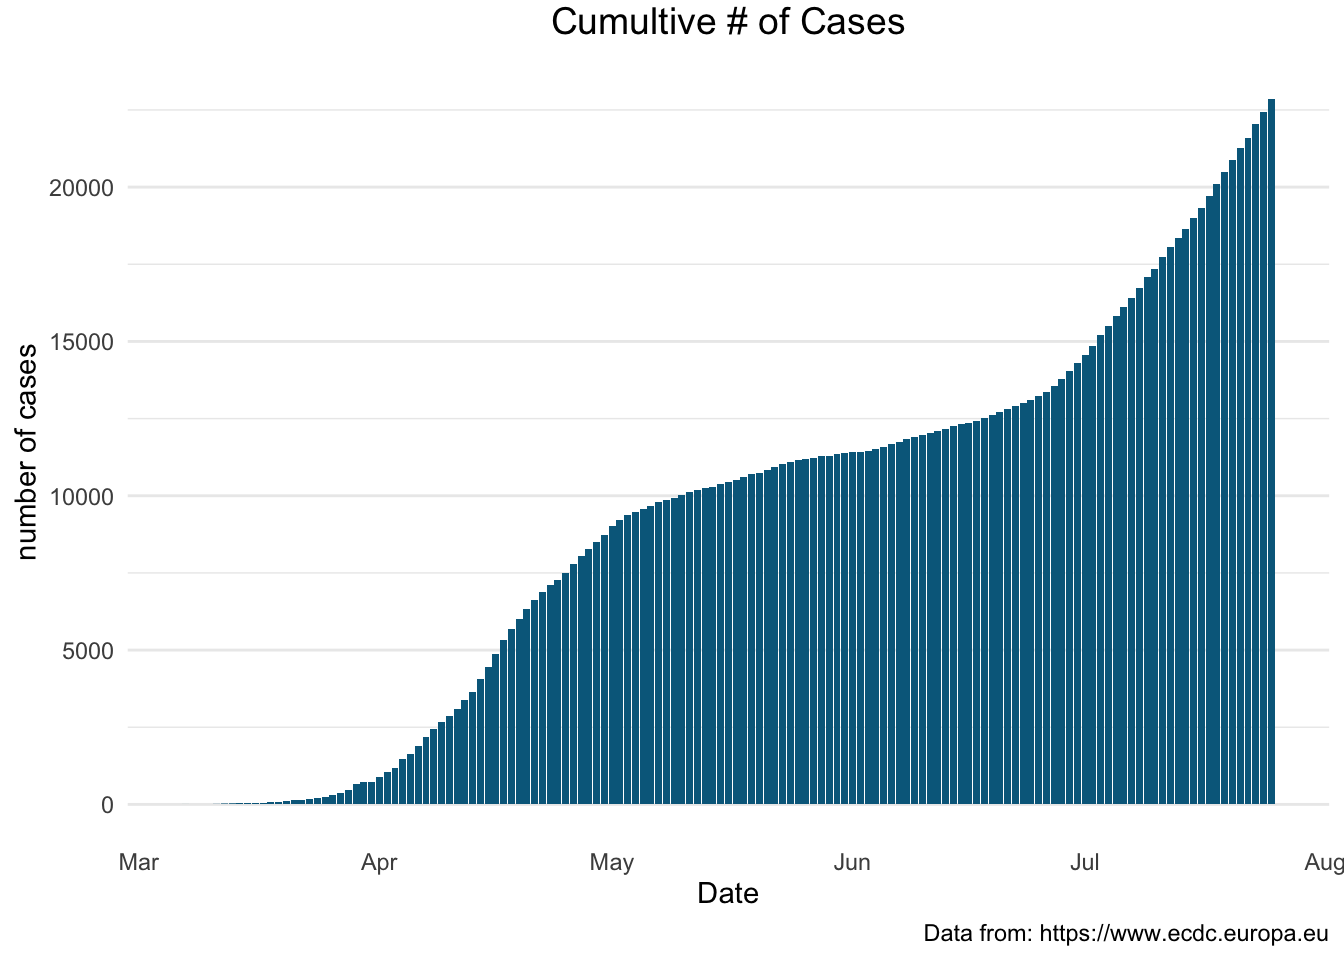 Cumultive # of Cases
number of cases
20000
15000
10000
5000
0
Mar Apr May Jun Jul Aug
Date
Data from: https://www.ecdc.europa.eu